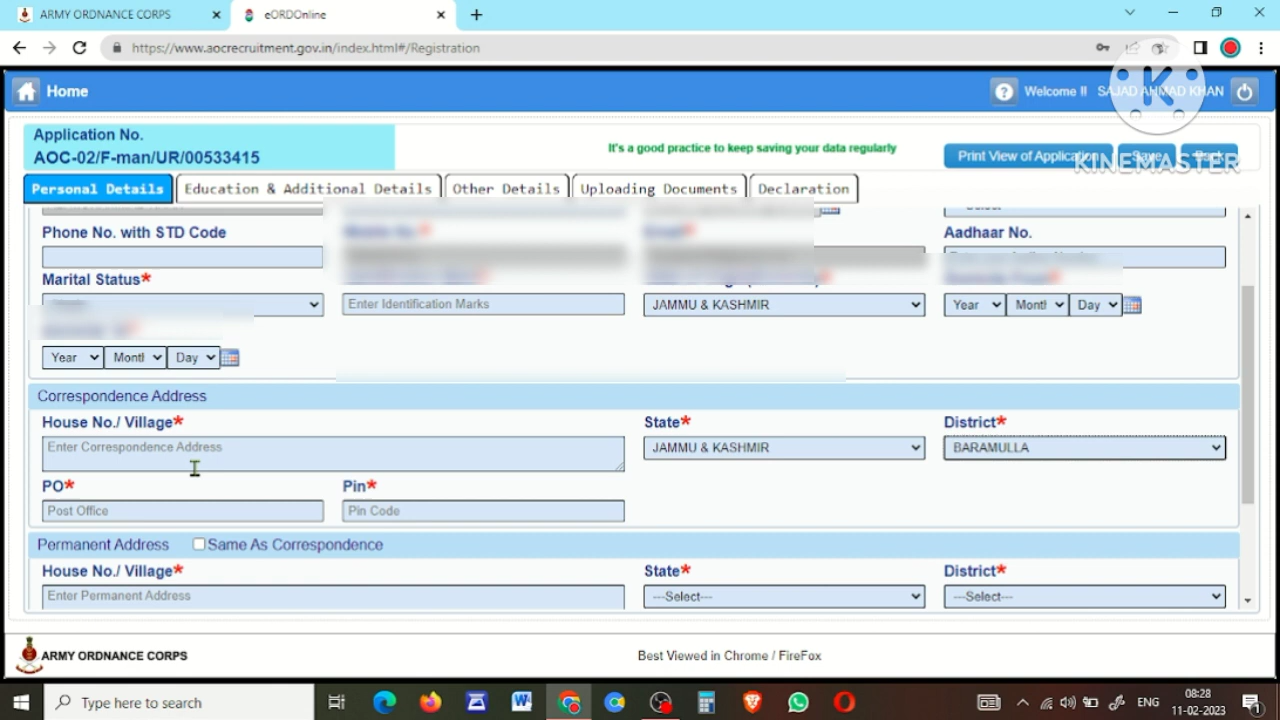 ARMY ORDNANCE CORPS
eORDOnline
https://www.aocrecruitment.gov.in/index.html#/Registration
Home
Welcome !! SAJAD AHMAD KHAN
Application No.
AOC-02/F-man/UR/00533415
It's a good practice to keep saving your data regularly
Print View of Application
Save
Back
KINEMASTER
Personal Details
Education & Additional Details
Other Details
Uploading Documents
Declaration
Phone No. with STD Code
Aadhaar No.
Marital Status*
Enter Identification Marks
JAMMU & KASHMIR
Year Month Day
Year Month Day
Correspondence Address
House No./ Village*
State*
District*
Enter Correspondence Address
JAMMU & KASHMIR
BARAMULLA
PO*
Pin*
Post Office
Pin Code
Permanent Address
Same As Correspondence
House No./ Village*
State*
District*
Enter Permanent Address
---Select---
---Select---
ARMY ORDNANCE CORPS
Best Viewed in Chrome / FireFox
Type here to search
ENG
08:28
11-02-2023